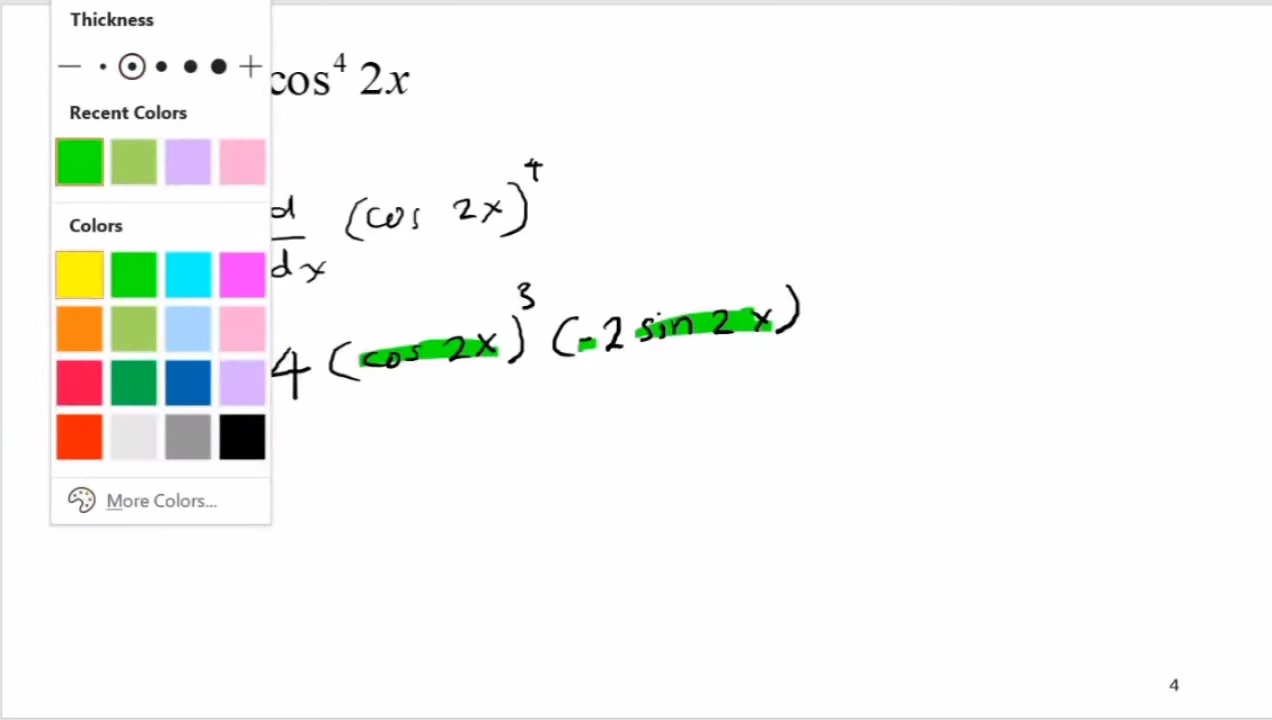 Thickness
cos⁴ 2x
Recent Colors
d/dx (cos 2x)⁴
Colors
4 (cos 2x)³ (-2 sin 2x)
More Colors...
4